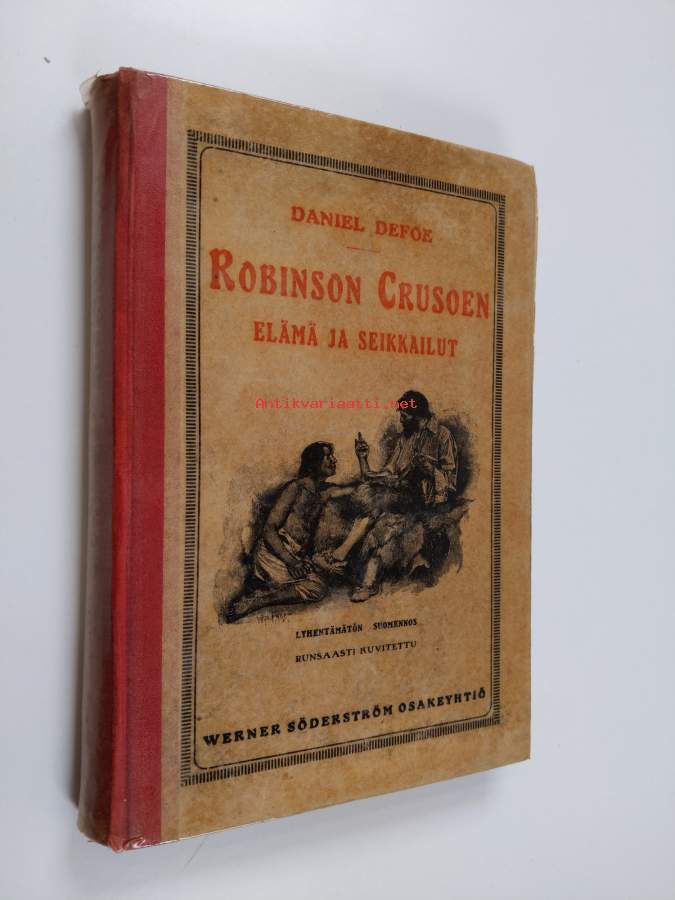 DANIEL DEFOE
ROBINSON CRUSOEN
ELÄMÄ JA SEIKKAILUT
Antikvariaatti.net
LYHENTÄMÄTÖN SUOMENNOS
RUNSAASTI KUVITETTU
WERNER SÖDERSTRÖM OSAKEYHTIÖ